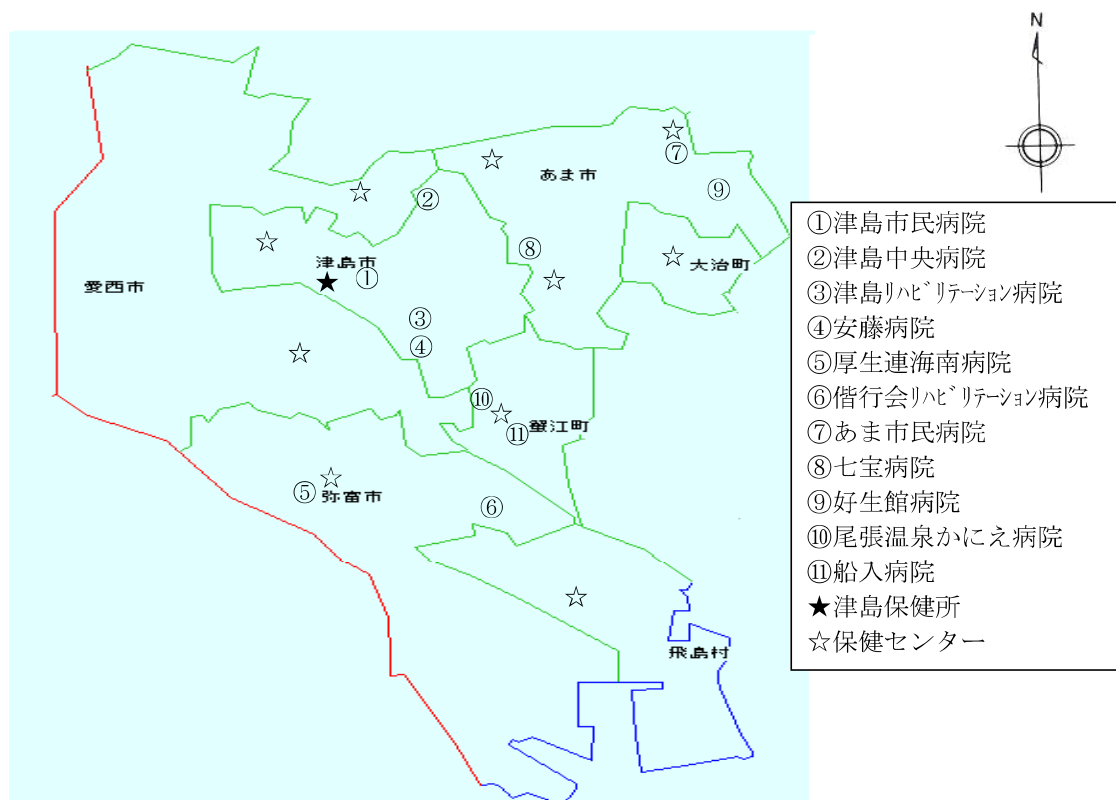 N
あま市
⑦
☆
☆
⑨
☆
②
⑧
☆
大治町
☆
津島市
①
★
☆
愛西市
③
④
☆
⑩
☆
⑪
蟹江町
☆
⑤
弥富市
⑥
☆
飛島村
①津島市民病院
②津島中央病院
③津島ﾘﾊﾋﾞﾘﾃｰｼｮﾝ病院
④安藤病院
⑤厚生連海南病院
⑥偕行会ﾘﾊﾋﾞﾘﾃｰｼｮﾝ病院
⑦あま市民病院
⑧七宝病院
⑨好生館病院
⑩尾張温泉かにえ病院
⑪船入病院
★津島保健所
☆保健センター